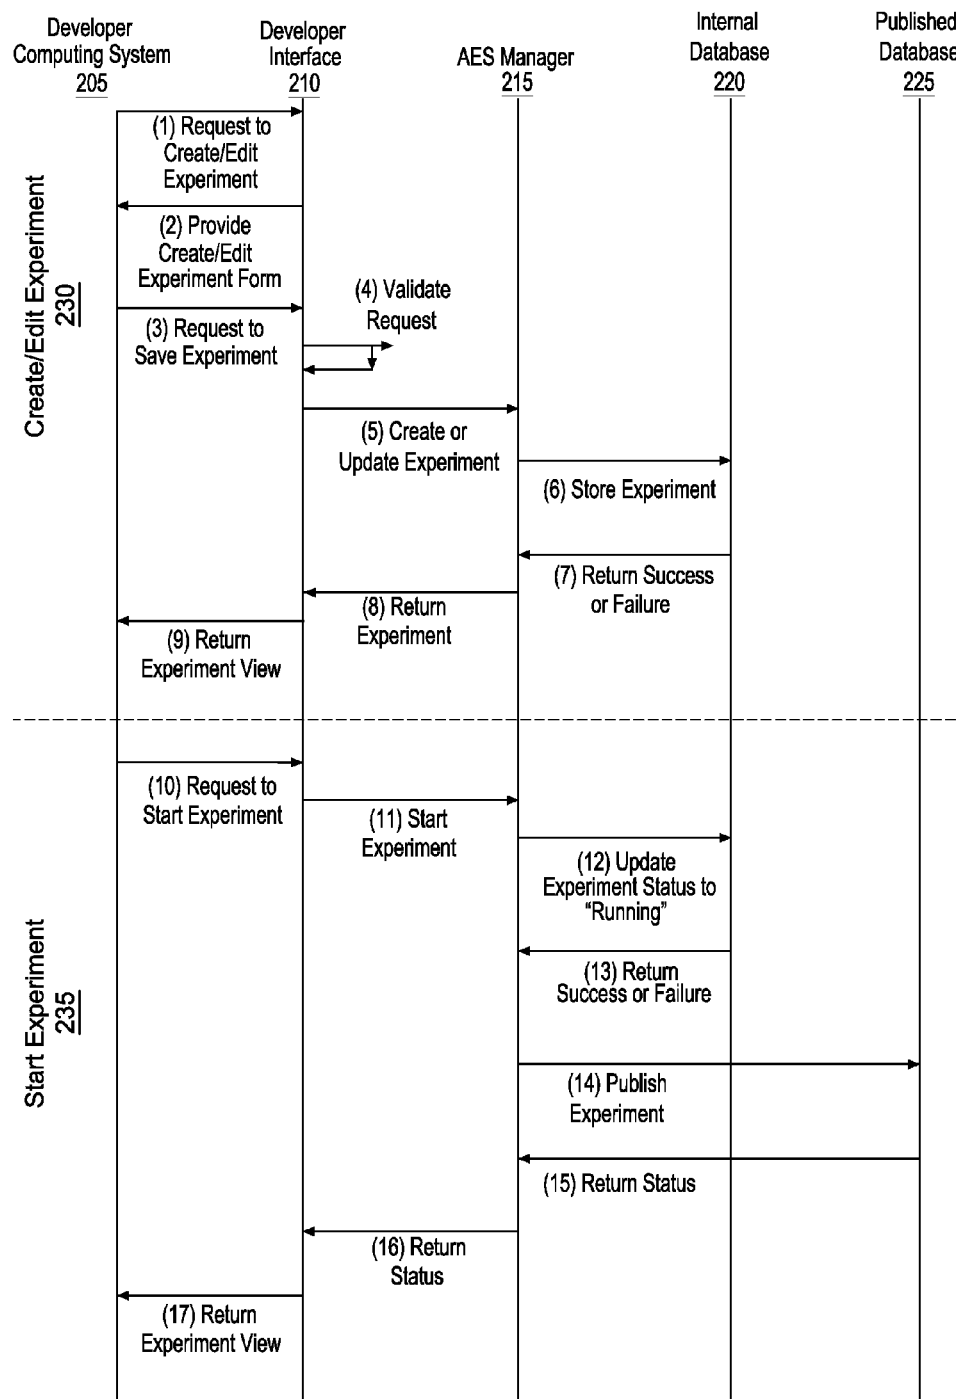 Developer
Computing System
205
Developer
Interface
210
AES Manager
215
Internal
Database
220
Published
Database
225
Create/Edit Experiment
230
(1) Request to
Create/Edit
Experiment
(2) Provide
Create/Edit
Experiment Form
(3) Request to
Save Experiment
(4) Validate
Request
(5) Create or
Update Experiment
(6) Store Experiment
(7) Return Success
or Failure
(8) Return
Experiment
(9) Return
Experiment View
Start Experiment
235
(10) Request to
Start Experiment
(11) Start
Experiment
(12) Update
Experiment Status to
“Running”
(13) Return
Success or Failure
(14) Publish
Experiment
(15) Return Status
(16) Return
Status
(17) Return
Experiment View